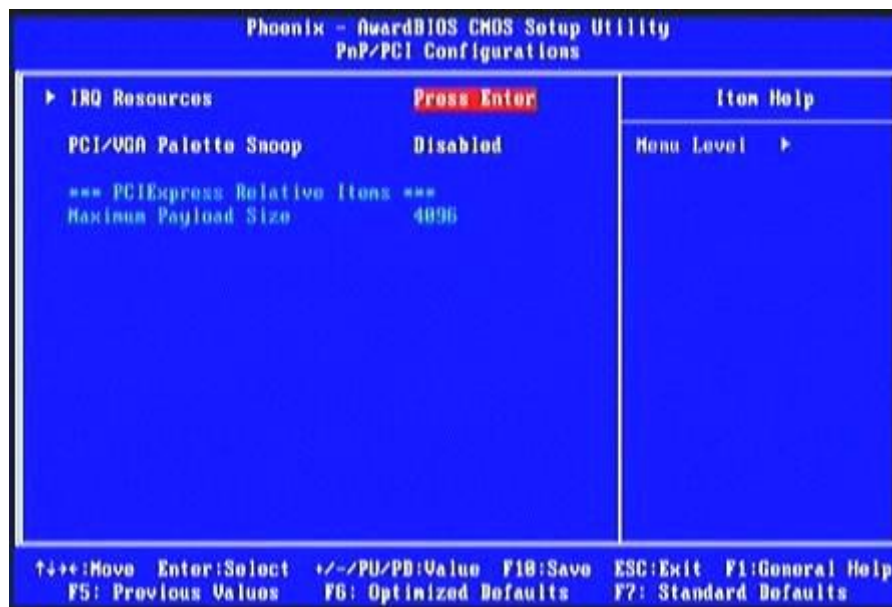 Phoenix - AwardBIOS CMOS Setup Utility
PnP/PCI Configurations
▶ IRQ Resources Press Enter
Item Help
PCI/VGA Palette Snoop Disabled
Menu Level ▶
*** PCIExpress Relative Items ***
Maximum Payload Size 4096
↑↓→←:Move Enter:Select +/-/PU/PD:Value F10:Save ESC:Exit F1:General Help
F5: Previous Values F6: Optimized Defaults F7: Standard Defaults